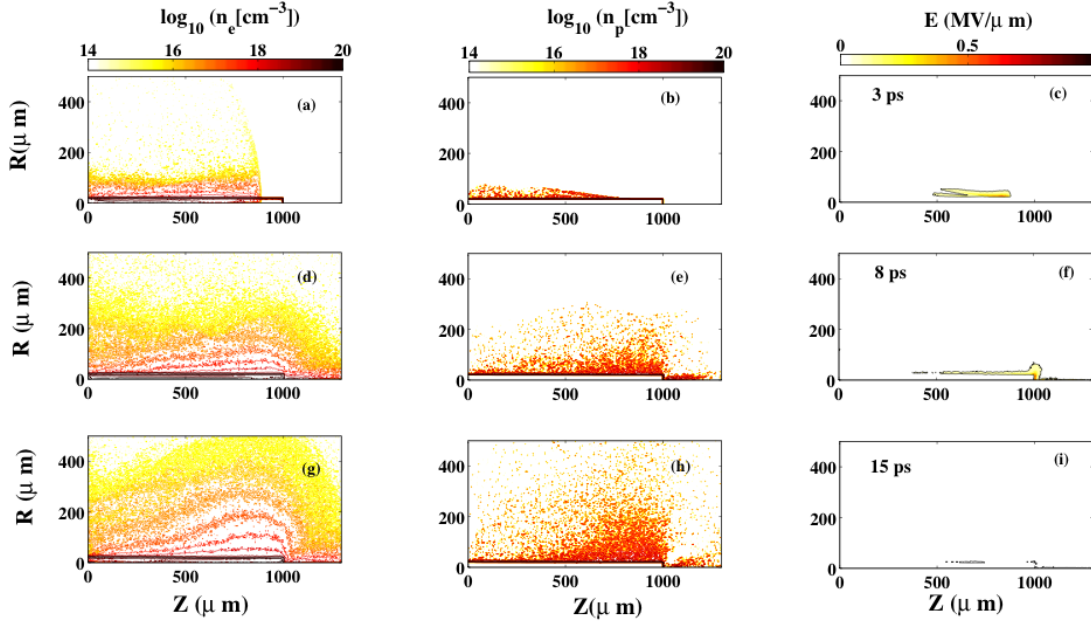 log₁₀ (nₑ[cm⁻³]) log₁₀ (nₚ[cm⁻³]) E (MV/μ m)
14 16 18 20 14 16 18 20 0 0.5
R(μ m) 400 200 0 (a) 400 200 0 (b) 400 200 0 3 ps (c)
0 500 1000 0 500 1000 0 500 1000
R (μ m) 400 200 0 (d) 400 200 0 (e) 400 200 0 8 ps (f)
0 500 1000 0 500 1000 0 500 1000
R (μ m) 400 200 0 (g) 400 200 0 (h) 400 200 0 15 ps (i)
0 500 1000 0 500 1000 0 500 1000
Z (μ m) Z(μ m) Z (μ m)